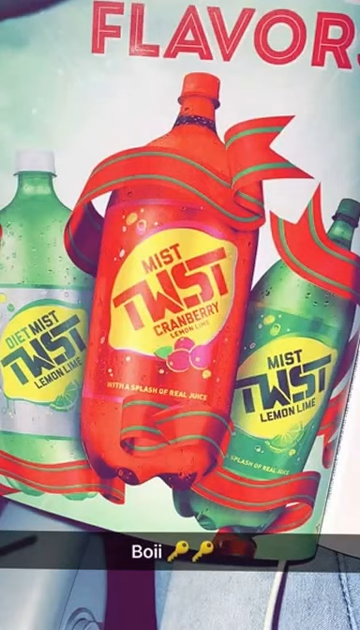 FLAVORS
DIET MIST
TWST
LEMON LIME
MIST
TWST
CRANBERRY
LEMON LIME
WITH A SPLASH OF REAL JUICE
MIST
TWST
LEMON LIME
SPLASH OF REAL JUICE
Boii 🔑🔑